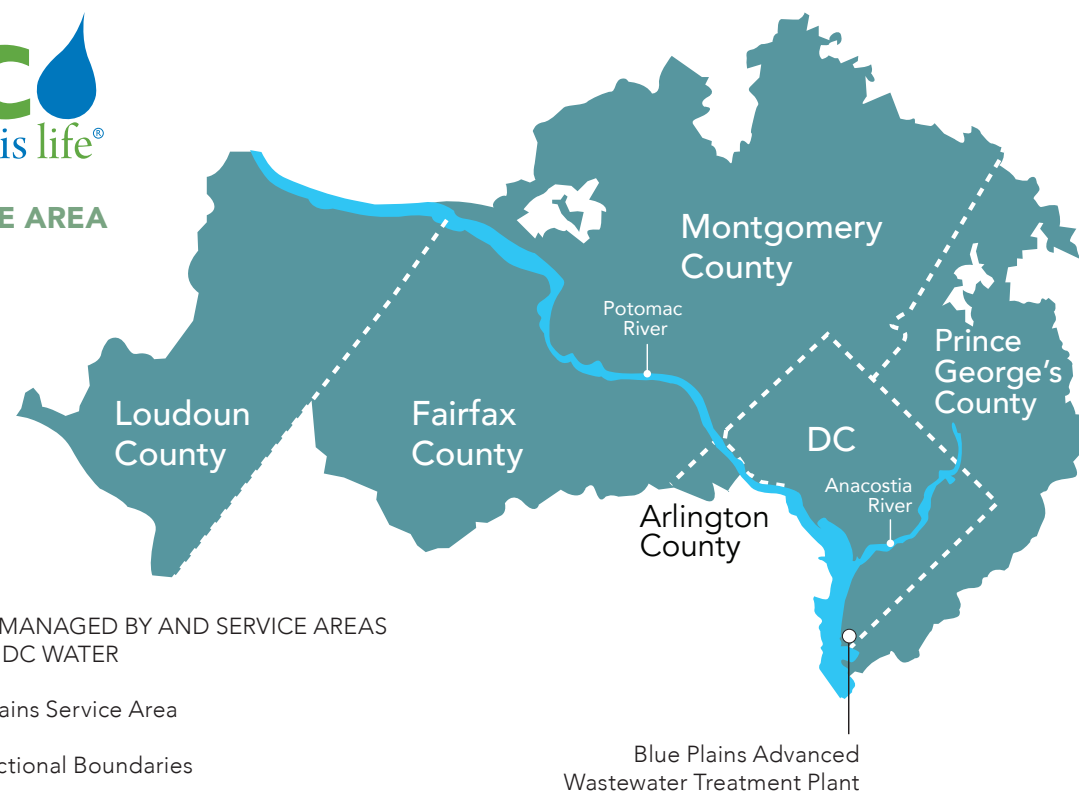 C
is life®
E AREA
Montgomery
County
Potomac
River
Prince
George's
County
Loudoun
County
Fairfax
County
DC
Anacostia
River
Arlington
County
MANAGED BY AND SERVICE AREAS
DC WATER
ains Service Area
ctional Boundaries
Blue Plains Advanced
Wastewater Treatment Plant